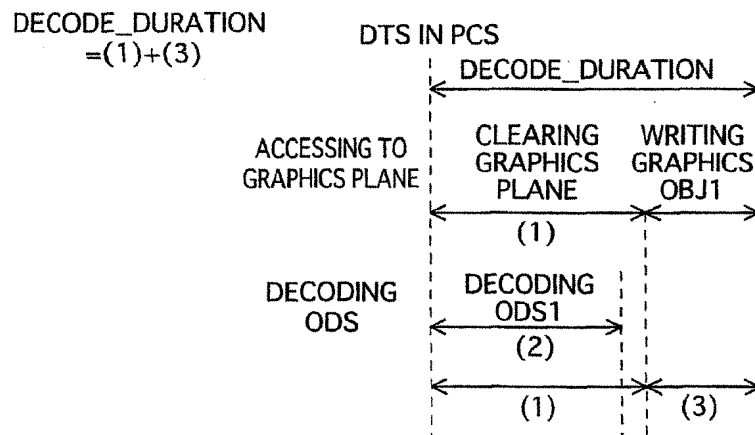 DECODE_DURATION
=(1)+(3)
DTS IN PCS
DECODE_DURATION
ACCESSING TO
GRAPHICS PLANE
CLEARING
GRAPHICS
PLANE
WRITING
GRAPHICS
OBJ1
(1)
DECODING
ODS
DECODING
ODS1
(2)
(1)
(3)